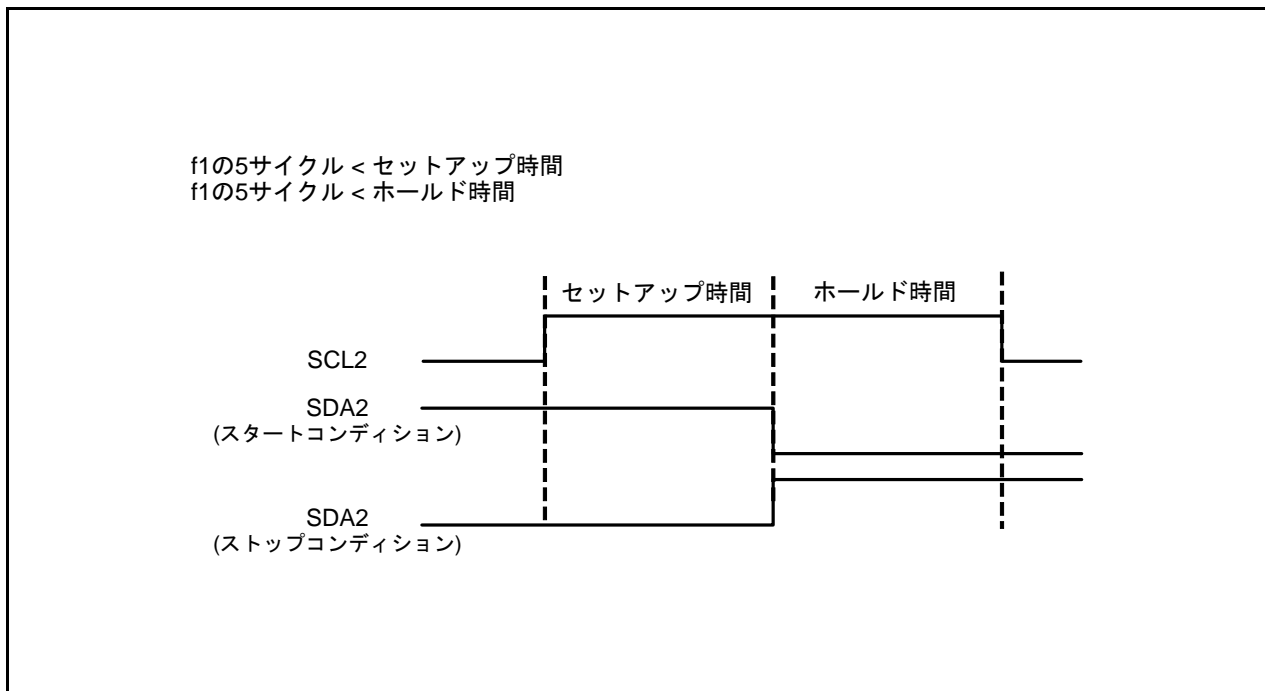 f1の5サイクル < セットアップ時間
f1の5サイクル < ホールド時間
セットアップ時間 ホールド時間
SCL2
SDA2
(スタートコンディション)
SDA2
(ストップコンディション)